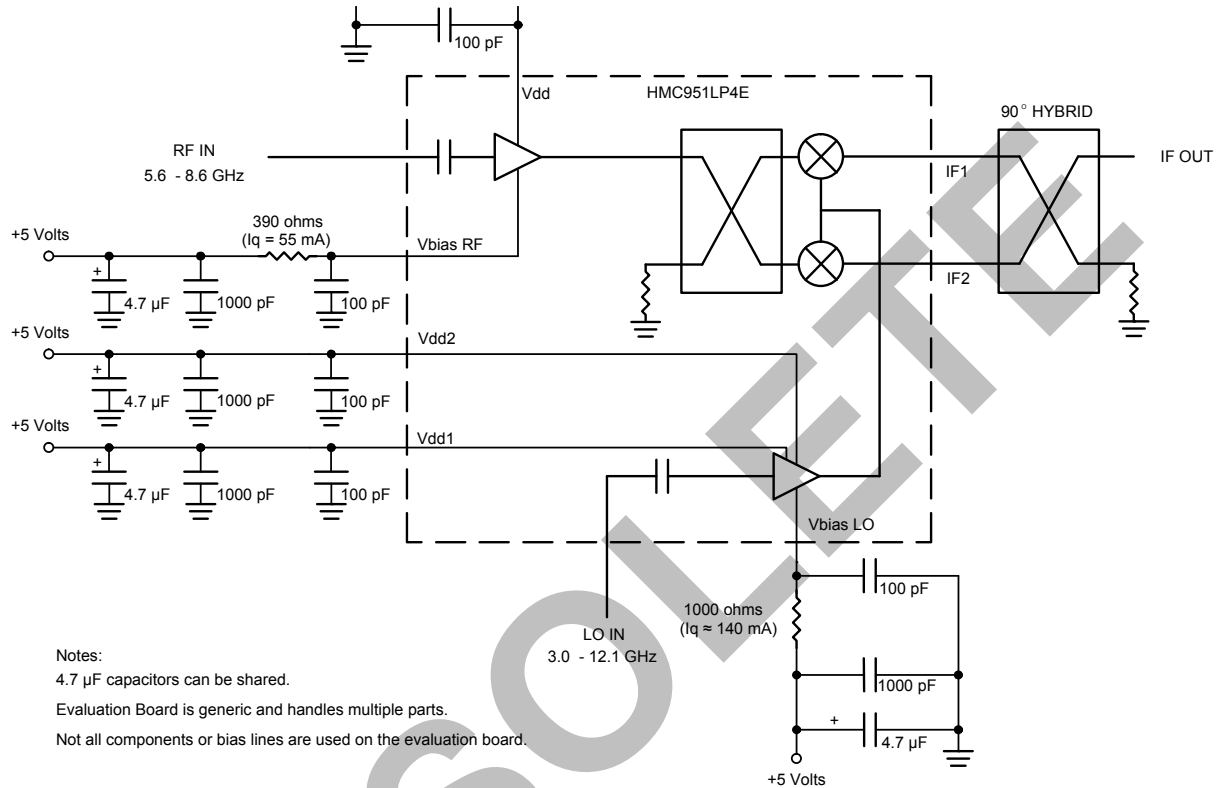 100 pF
Vdd
HMC951LP4E
90° HYBRID
RF IN
5.6 - 8.6 GHz
IF1
IF OUT
390 ohms
(Iq = 55 mA)
+5 Volts
Vbias RF
IF2
+
4.7 µF
1000 pF
100 pF
+5 Volts
Vdd2
+
4.7 µF
1000 pF
100 pF
+5 Volts
Vdd1
+
4.7 µF
1000 pF
100 pF
Vbias LO
100 pF
1000 ohms
(Iq ≈ 140 mA)
LO IN
3.0 - 12.1 GHz
1000 pF
+
4.7 µF
+5 Volts
Notes:
4.7 µF capacitors can be shared.
Evaluation Board is generic and handles multiple parts.
Not all components or bias lines are used on the evaluation board.
SOLETE